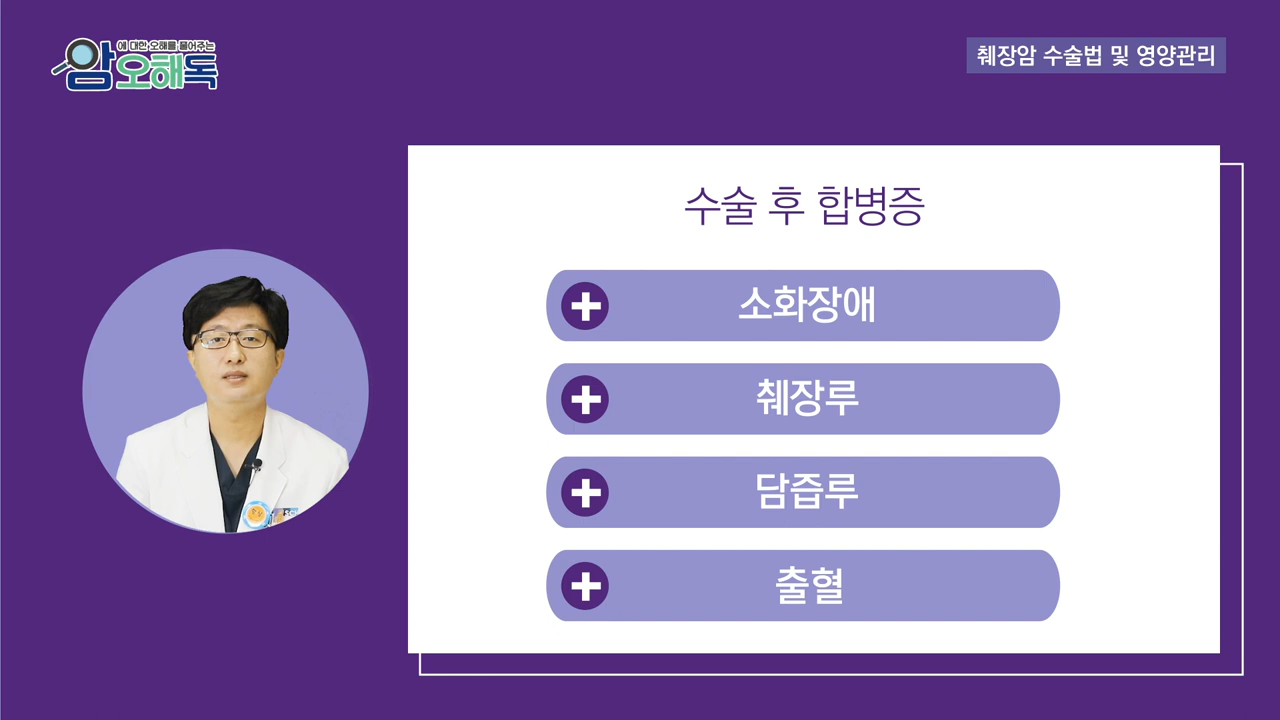 에 대한 오해를 풀어주는
암오해독
췌장암 수술법 및 영양관리
수술 후 합병증
소화장애
췌장루
담즙루
출혈